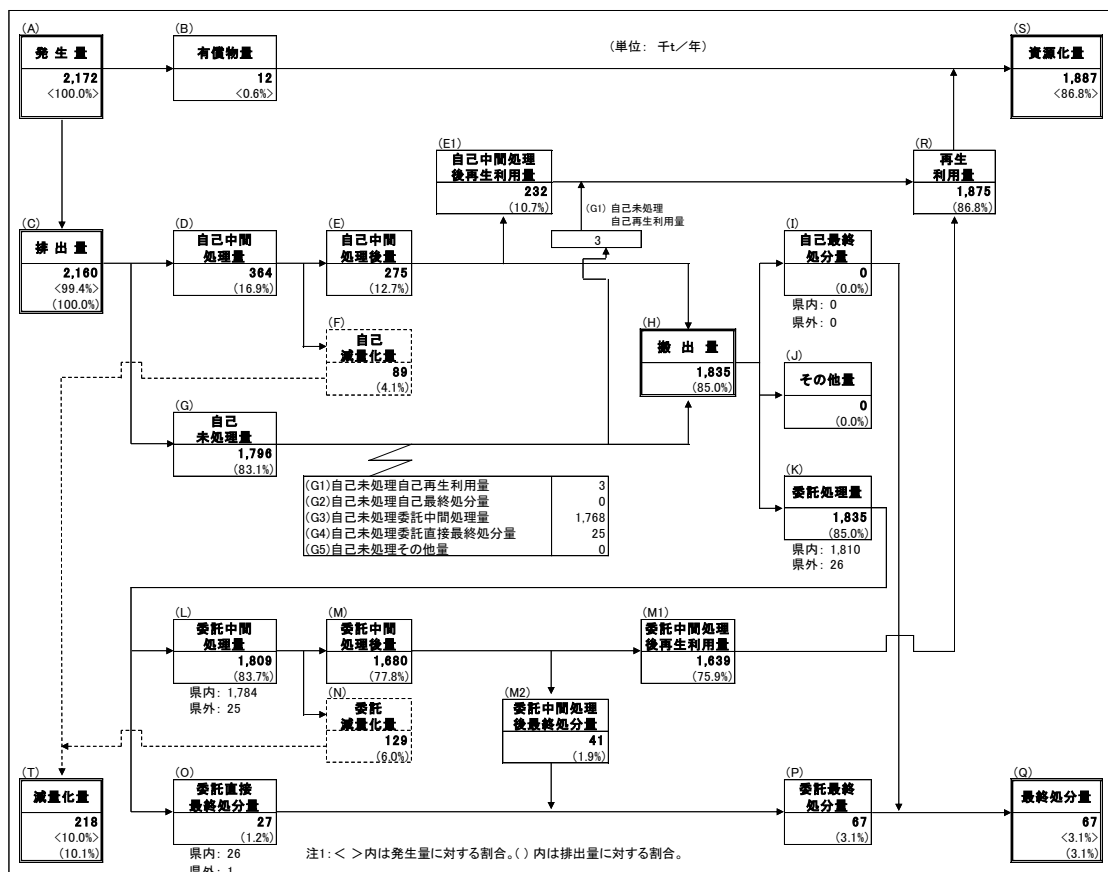 (A)
発生量
2,172
<100.0%>
(B)
有償物量
12
<0.6%>
(単位： 千t／年)
(S)
資源化量
1,887
<86.8%>
(E1)
自己中間処理
後再生利用量
232
(10.7%)
(G1) 自己未処理
自己再生利用量
3
(R)
再生
利用量
1,875
(86.8%)
(C)
排出量
2,160
<99.4%>
(100.0%)
(D)
自己中間
処理量
364
(16.9%)
(E)
自己中間
処理後量
275
(12.7%)
(I)
自己最終
処分量
0
(0.0%)
県内： 0
県外： 0
(F)
自己
減量化量
89
(4.1%)
(H)
搬出量
1,835
(85.0%)
(J)
その他量
0
(0.0%)
(G)
自己
未処理量
1,796
(83.1%)
(G1)自己未処理自己再生利用量 3
(G2)自己未処理自己最終処分量 0
(G3)自己未処理委託中間処理量 1,768
(G4)自己未処理委託直接最終処分量 25
(G5)自己未処理その他量 0
(K)
委託処理量
1,835
(85.0%)
県内： 1,810
県外： 26
(L)
委託中間
処理量
1,809
(83.7%)
県内： 1,784
県外： 25
(M)
委託中間
処理後量
1,680
(77.8%)
(M1)
委託中間処理
後再生利用量
1,639
(75.9%)
(N)
委託
減量化量
129
(6.0%)
(M2)
委託中間処理
後最終処分量
41
(1.9%)
(T)
減量化量
218
<10.0%>
(10.1%)
(O)
委託直接
最終処分量
27
(1.2%)
県内： 26
県外： 1
(P)
委託最終
処分量
67
(3.1%)
(Q)
最終処分量
67
<3.1%>
(3.1%)
注1：＜ ＞内は発生量に対する割合。( ) 内は排出量に対する割合。